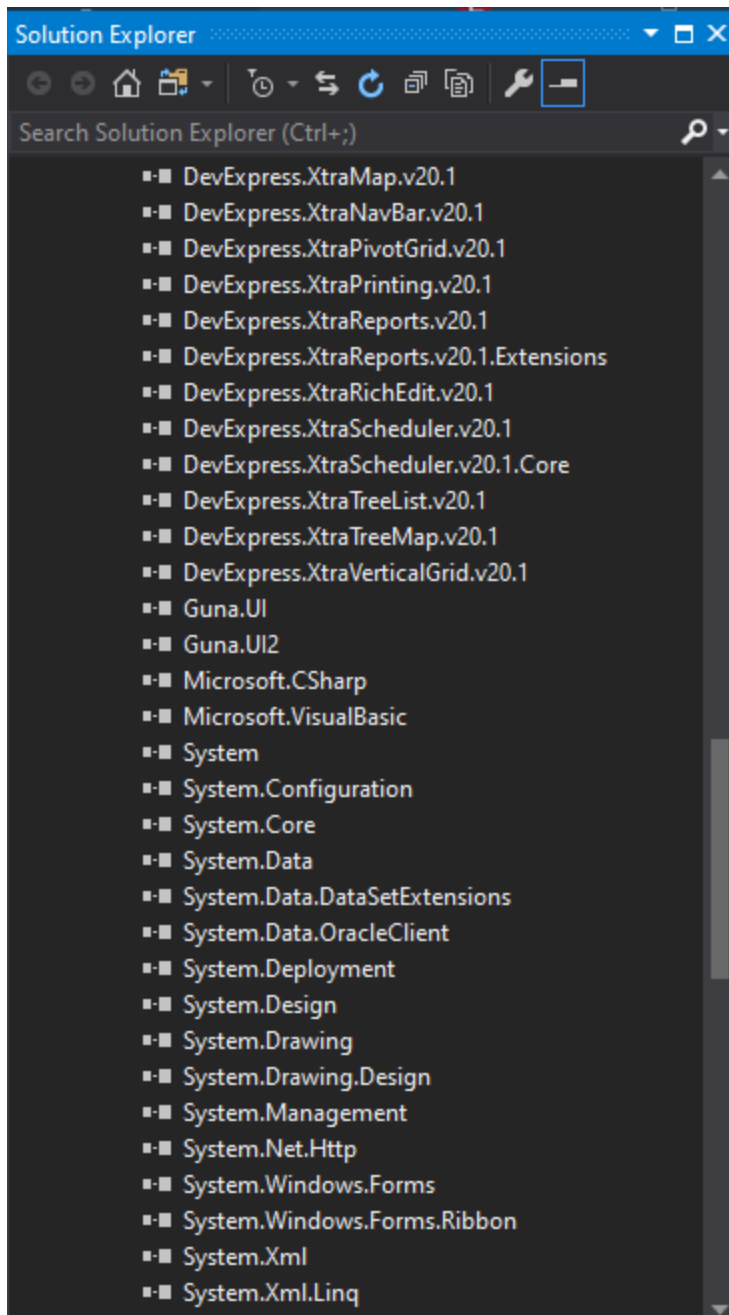 Solution Explorer
Search Solution Explorer (Ctrl+;)
DevExpress.XtraMap.v20.1
DevExpress.XtraNavBar.v20.1
DevExpress.XtraPivotGrid.v20.1
DevExpress.XtraPrinting.v20.1
DevExpress.XtraReports.v20.1
DevExpress.XtraReports.v20.1.Extensions
DevExpress.XtraRichEdit.v20.1
DevExpress.XtraScheduler.v20.1
DevExpress.XtraScheduler.v20.1.Core
DevExpress.XtraTreeList.v20.1
DevExpress.XtraTreeMap.v20.1
DevExpress.XtraVerticalGrid.v20.1
Guna.UI
Guna.UI2
Microsoft.CSharp
Microsoft.VisualBasic
System
System.Configuration
System.Core
System.Data
System.Data.DataSetExtensions
System.Data.OracleClient
System.Deployment
System.Design
System.Drawing
System.Drawing.Design
System.Management
System.Net.Http
System.Windows.Forms
System.Windows.Forms.Ribbon
System.Xml
System.Xml.Linq